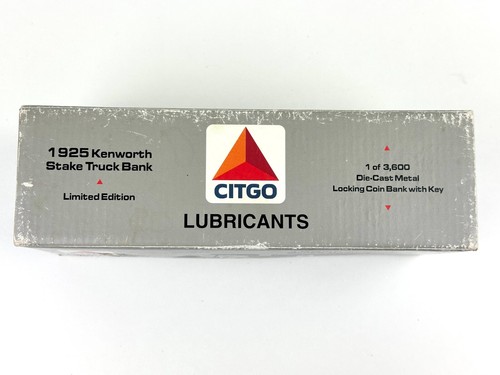 1925 Kenworth
Stake Truck Bank
Limited Edition
CITGO
LUBRICANTS
1 of 3,600
Die-Cast Metal
Locking Coin Bank with Key